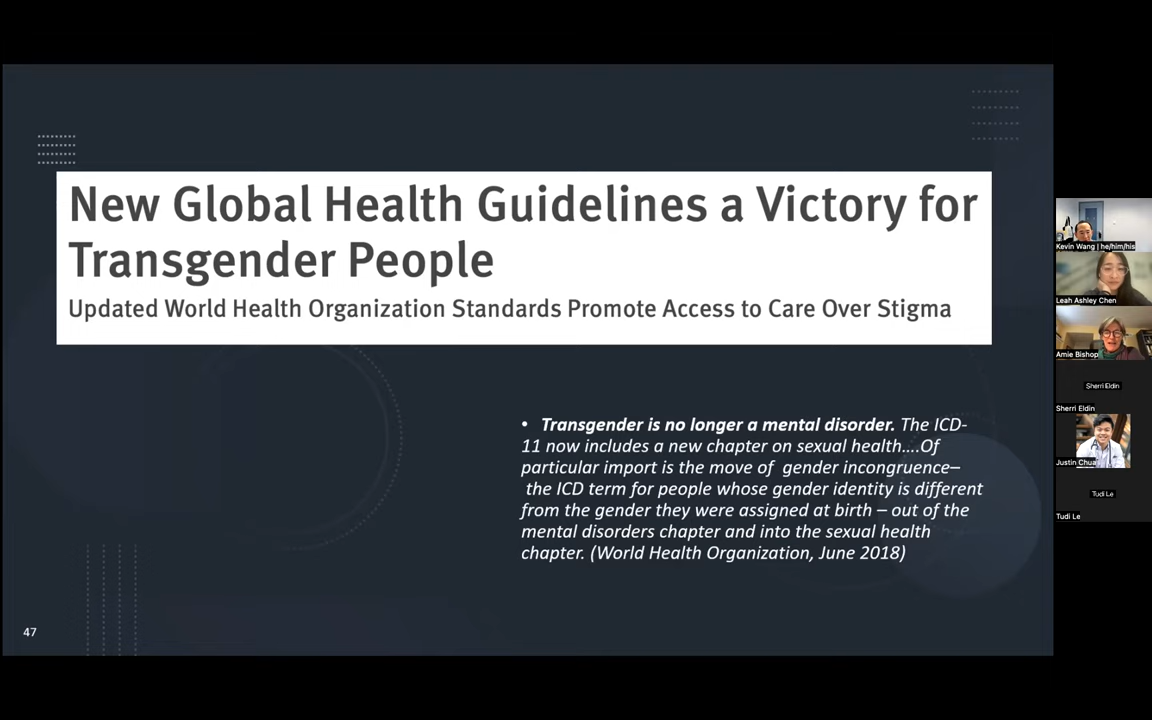 New Global Health Guidelines a Victory for
Transgender People
Updated World Health Organization Standards Promote Access to Care Over Stigma
• Transgender is no longer a mental disorder. The ICD-
11 now includes a new chapter on sexual health....Of
particular import is the move of gender incongruence–
the ICD term for people whose gender identity is different
from the gender they were assigned at birth – out of the
mental disorders chapter and into the sexual health
chapter. (World Health Organization, June 2018)
47
Kevin Wang | he/him/his
Leah Ashley Chen
Amie Bishop
Sherri Eldin
Sherri Eldin
Justin Chua
Tudi Le
Tudi Le